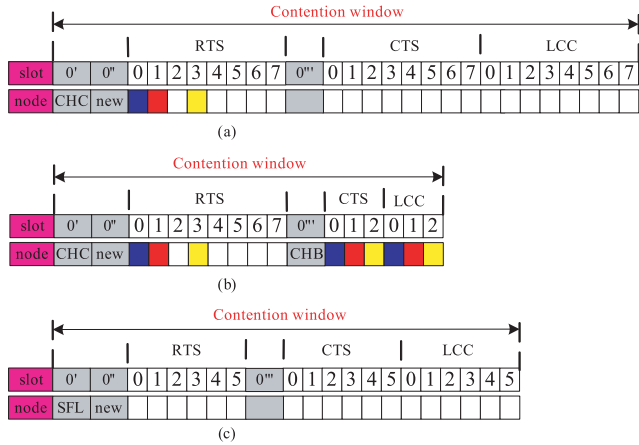 Contention window
RTS CTS LCC
slot 0' 0'' 0 1 2 3 4 5 6 7 0''' 0 1 2 3 4 5 6 7 0 1 2 3 4 5 6 7
node CHC new
(a)
Contention window
RTS CTS LCC
slot 0' 0'' 0 1 2 3 4 5 6 7 0''' 0 1 2 0 1 2
node CHC new CHB
(b)
Contention window
RTS CTS LCC
slot 0' 0'' 0 1 2 3 4 5 0''' 0 1 2 3 4 5 0 1 2 3 4 5
node SFL new
(c)